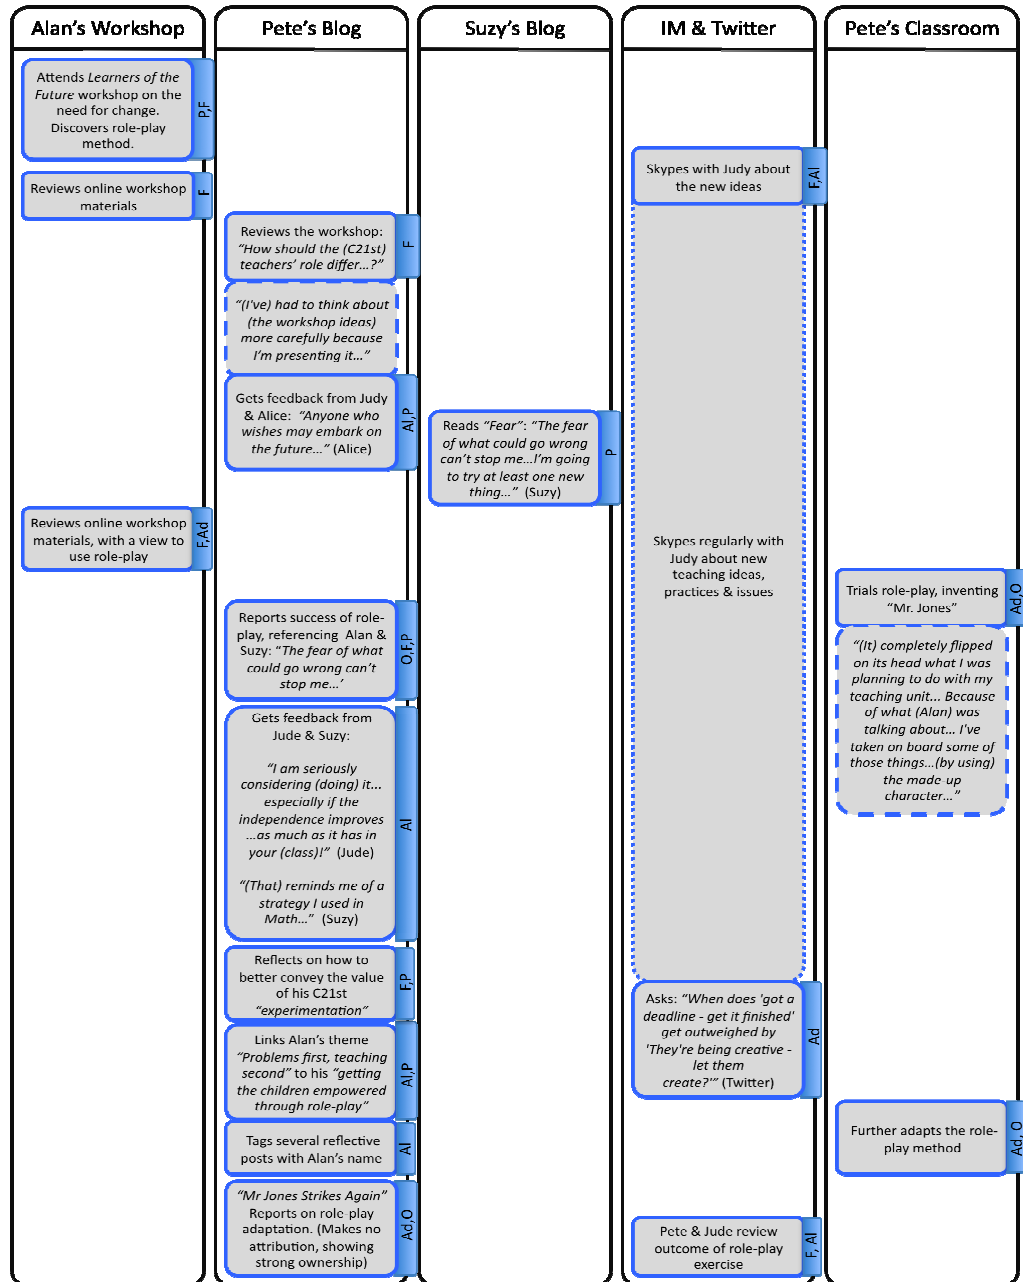 Alan's Workshop
Attends Learners of the
Future workshop on the
need for change.
Discovers role-play
method.
P,F
Reviews online workshop
materials
F
Reviews online workshop
materials, with a view to
use role-play
F,Ad
Pete's Blog
Reviews the workshop:
“How should the (C21st)
teachers' role differ...?”
F
“(I've) had to think about
(the workshop ideas)
more carefully because
I'm presenting it...”
Gets feedback from Judy
& Alice: “Anyone who
wishes may embark on
the future...” (Alice)
Al,P
Reports success of role-
play, referencing Alan &
Suzy: “The fear of what
could go wrong can't
stop me...’
O,F,P
Gets feedback from
Jude & Suzy:
“I am seriously
considering (doing) it...
especially if the
independence improves
...as much as it has in
your (class)!” (Jude)
“(That) reminds me of a
strategy I used in
Math...” (Suzy)
Al
Reflects on how to
better convey the value
of his C21st
“experimentation”
F,P
Links Alan's theme
“Problems first, teaching
second” to his “getting
the children empowered
through role-play”
Al,P
Tags several reflective
posts with Alan's name
Al
“Mr Jones Strikes Again”
Reports on role-play
adaptation. (Makes no
attribution, showing
strong ownership)
Ad,O
Suzy's Blog
Reads “Fear”: “The fear
of what could go wrong
can't stop me...I'm going
to try at least one new
thing...” (Suzy)
P
IM & Twitter
Skypes with Judy about
the new ideas
F,Al
Skypes regularly with
Judy about new
teaching ideas,
practices & issues
Asks: “When does 'got a
deadline - get it finished'
get outweighed by
'They're being creative -
let them
create?'” (Twitter)
Ad
Pete & Jude review
outcome of role-play
exercise
F, Al
Pete's Classroom
Trials role-play, inventing
“Mr. Jones”
Ad,O
“(It) completely flipped
on its head what I was
planning to do with my
teaching unit... Because
of what (Alan) was
talking about... I've
taken on board some of
those things...(by using)
the made-up
character...”
Further adapts the role-
play method
Ad, O